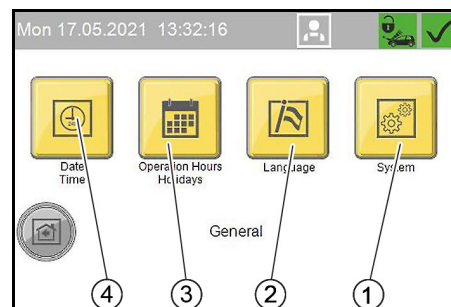 Mon 17.05.2021 13:32:16
Date
Time
Operation Hours
Holidays
Language
System
General
4
3
2
1